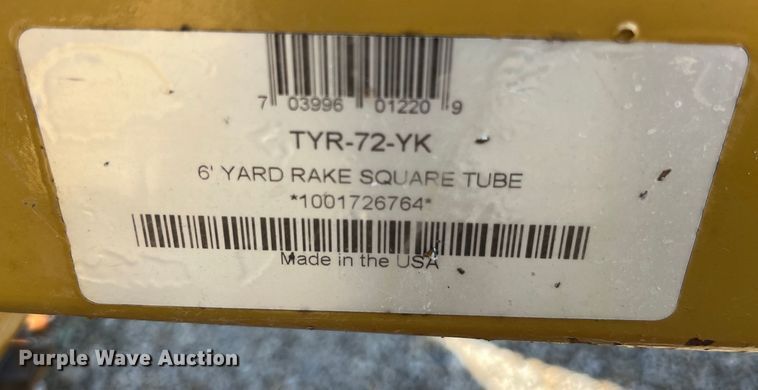 7 03996 01220 9
TYR-72-YK
6' YARD RAKE SQUARE TUBE
*1001726764*
Made in the USA
Purple Wave Auction